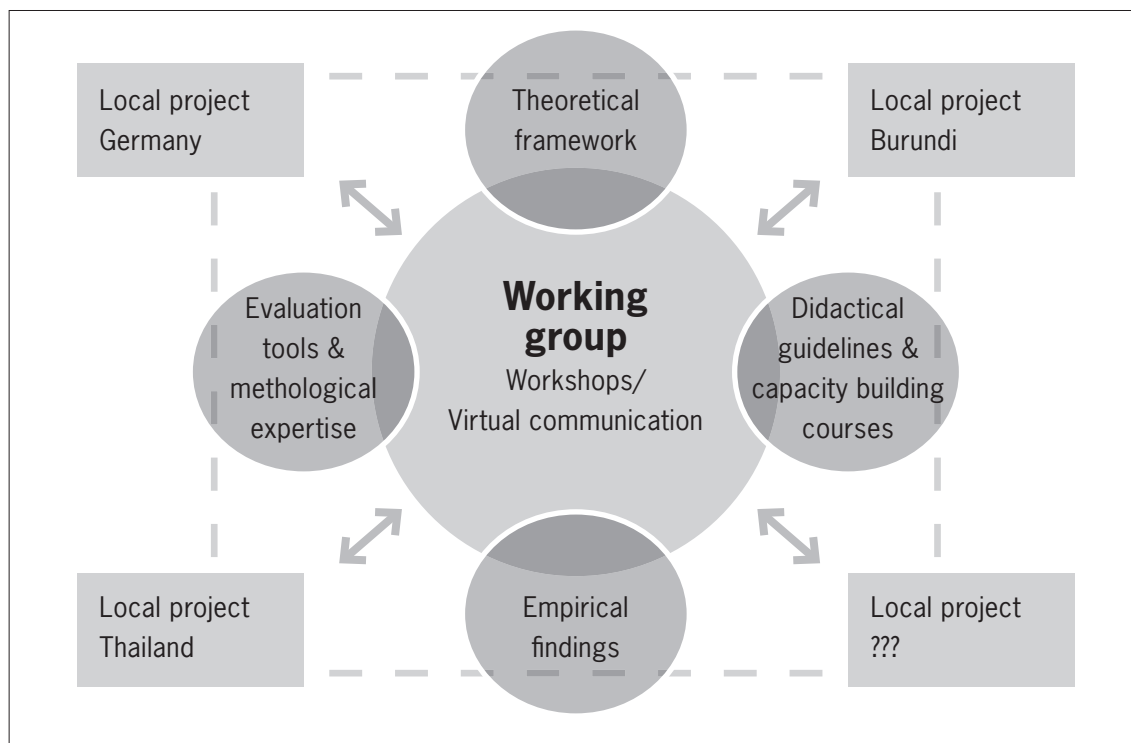 Local project
Germany
Theoretical
framework
Local project
Burundi
Evaluation
tools &
methological
expertise
Working
group
Workshops/
Virtual communication
Didactical
guidelines &
capacity building
courses
Local project
Thailand
Empirical
findings
Local project
???